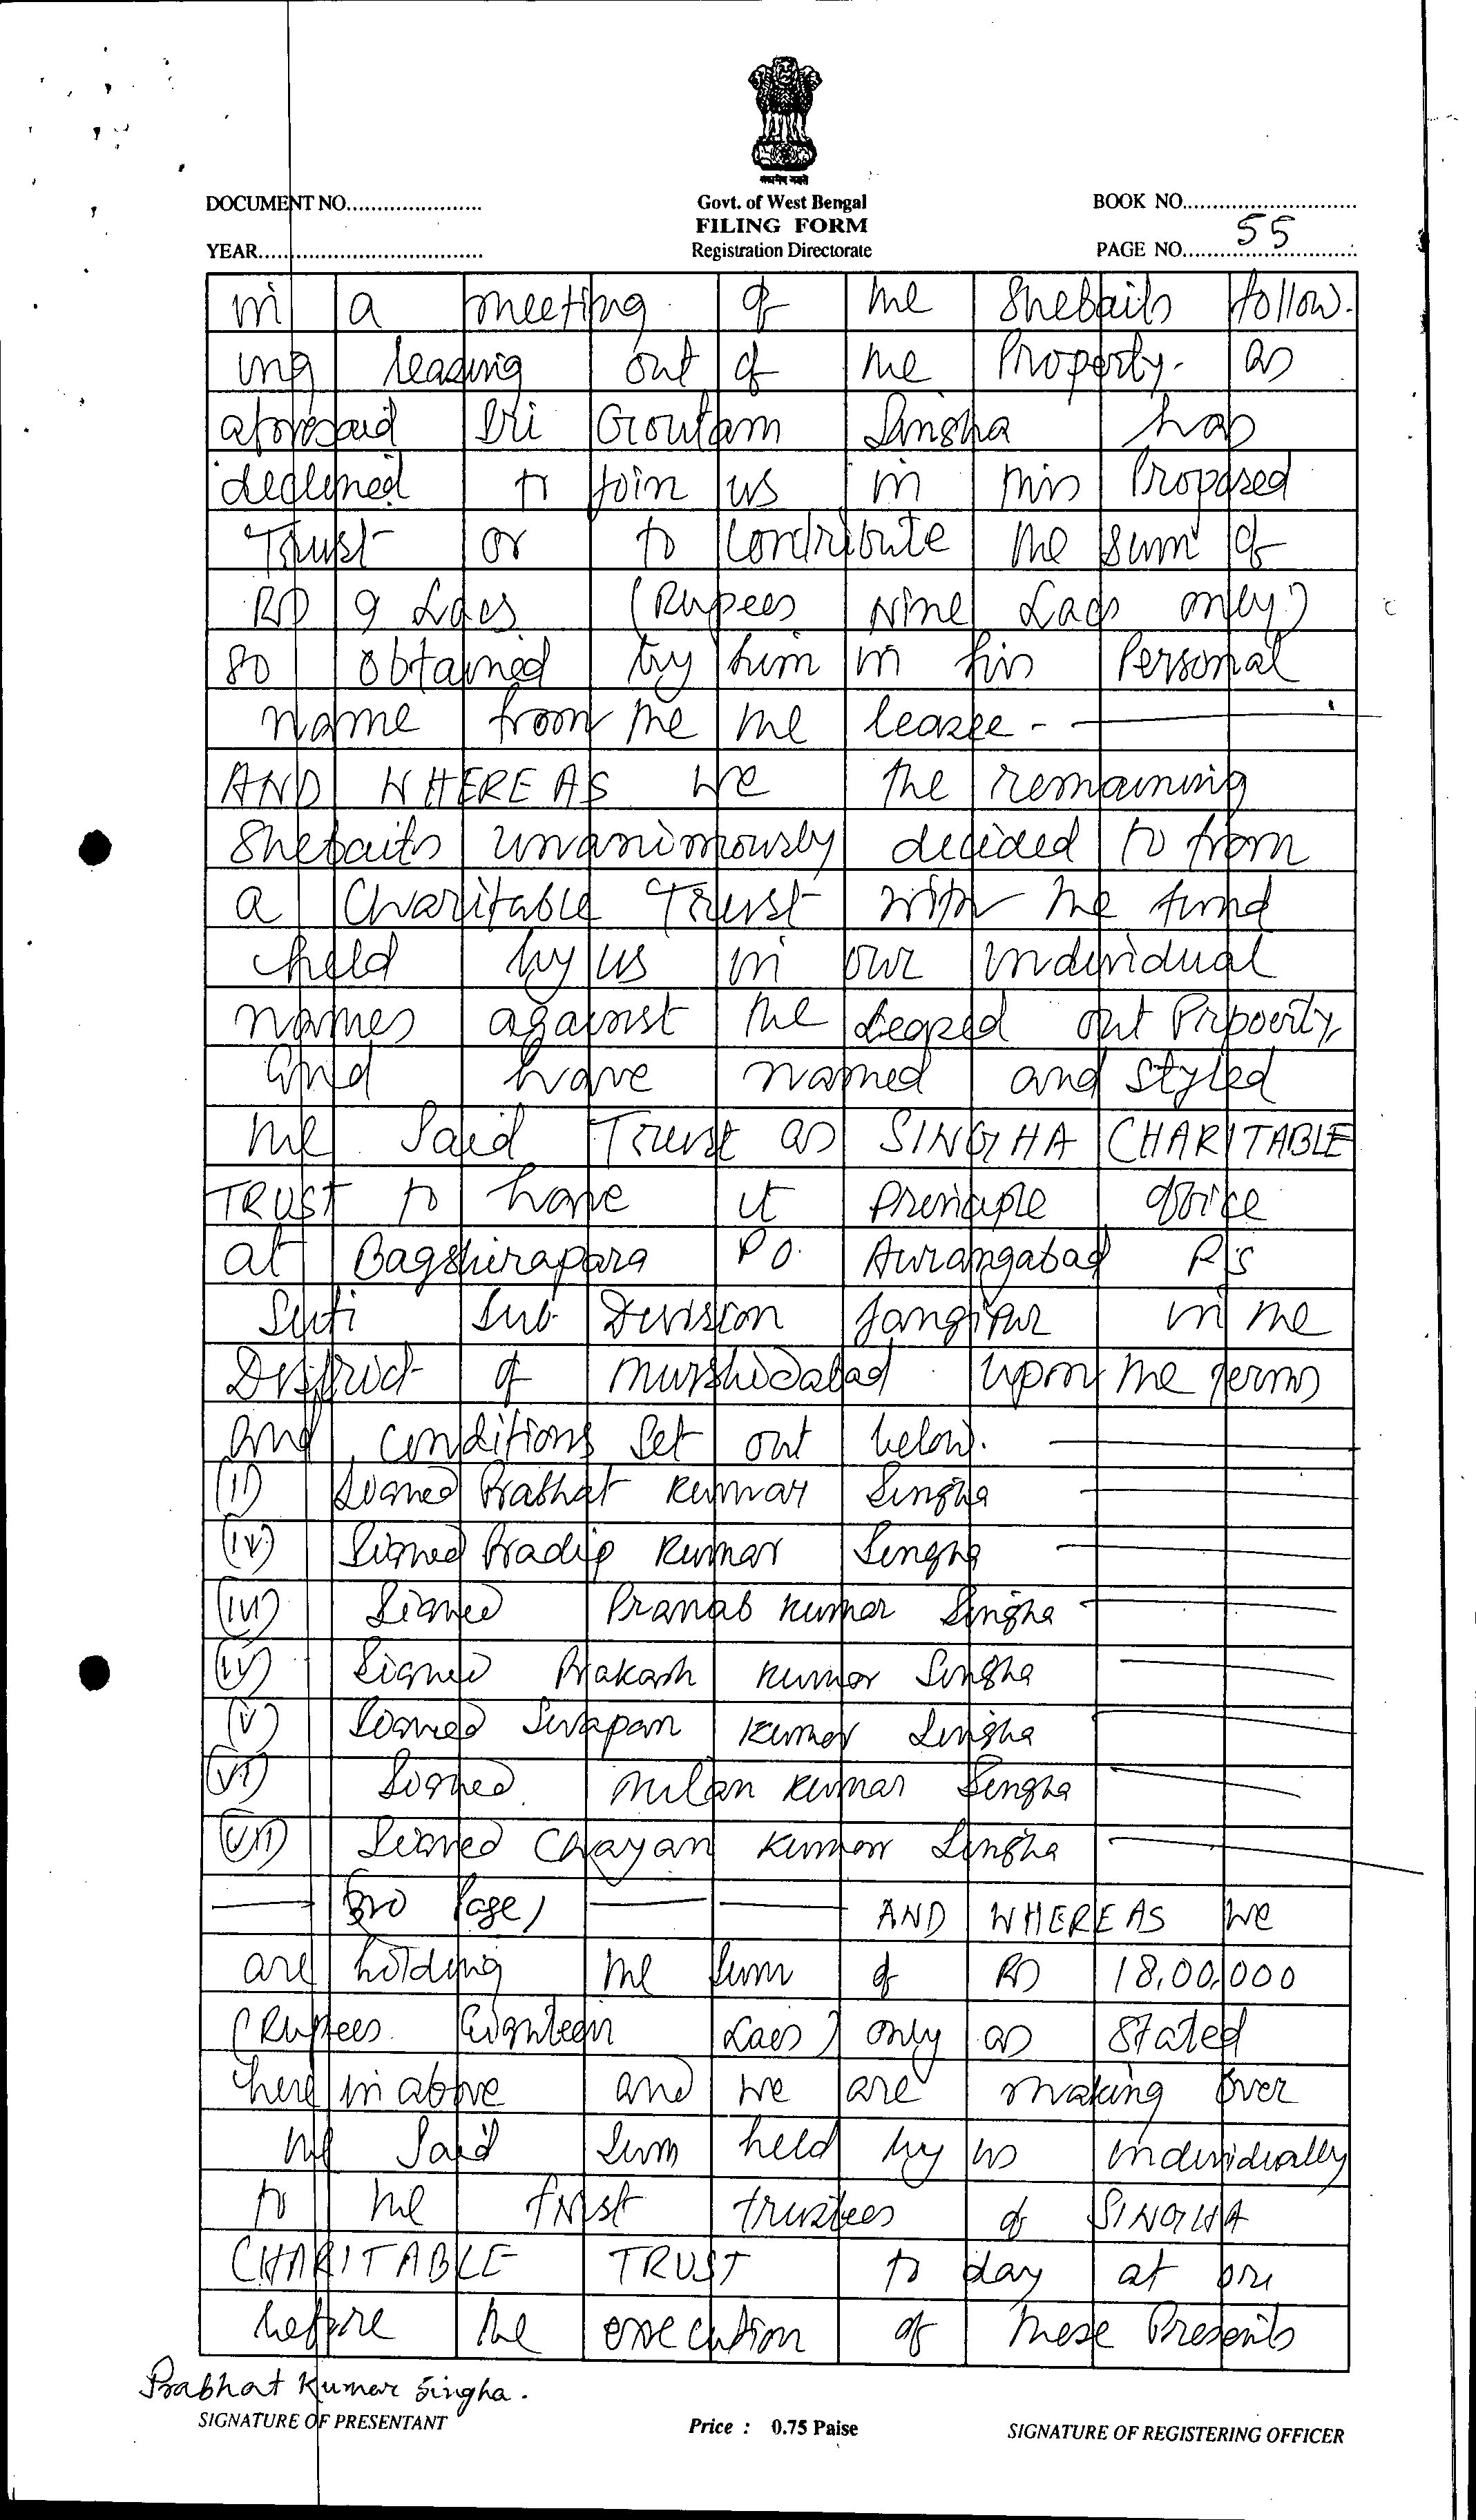 सत्यमेव जयते
DOCUMENT NO......................
Govt. of West Bengal
BOOK NO.............................
FILING FORM
YEAR......................................
Registration Directorate
PAGE NO............................. 55
in a meeting of the Shebaits follow-
ing leasing out of the Property. as
aforesaid Sri Goutam Singha has
declined to join us in this Proposed
Trust or to contribute the sum of
Rs 9 Lacs (Rupees Nine Lacs only)
so obtained by him in his Personal
name from the the leasee -
AND WHEREAS we the remaining
Shebaits unanimously decided to from
a Charitable Trust with the fund
held by us in our individual
names against the Leased out Prpoerty,
and have named and styled
the Said Trust as SINGHA CHARITABLE
TRUST to have it Principle office
at Bagshirapara PO. Aurangabad P.S
Suti Sub. Division Jangipur in the
District of Murshidabad upon the terms
and conditions set out below.
Signed Prabhat Kumar Singha
Signed Pradip Kumar Singha
Signed Pranab Kumar Singha
Signed Prakash Kumar Singha
(V) Signed Swapan Kumar Singha
(VI) Signed Milan Kumar Singha
(VII) Signed Chayan Kumar Singha
Page) AND WHEREAS we
are holding the Sum of Rs 18,00,000
(Rupees Eighteen Lacs) only as stated
here in above and we are making over
the Said Sum held by us individually
to the first trustees of SINGHA
CHARITABLE TRUST to day at or
before the execution of these Presents
Prabhat Kumar Singha.
SIGNATURE OF PRESENTANT
Price : 0.75 Paise
SIGNATURE OF REGISTERING OFFICER